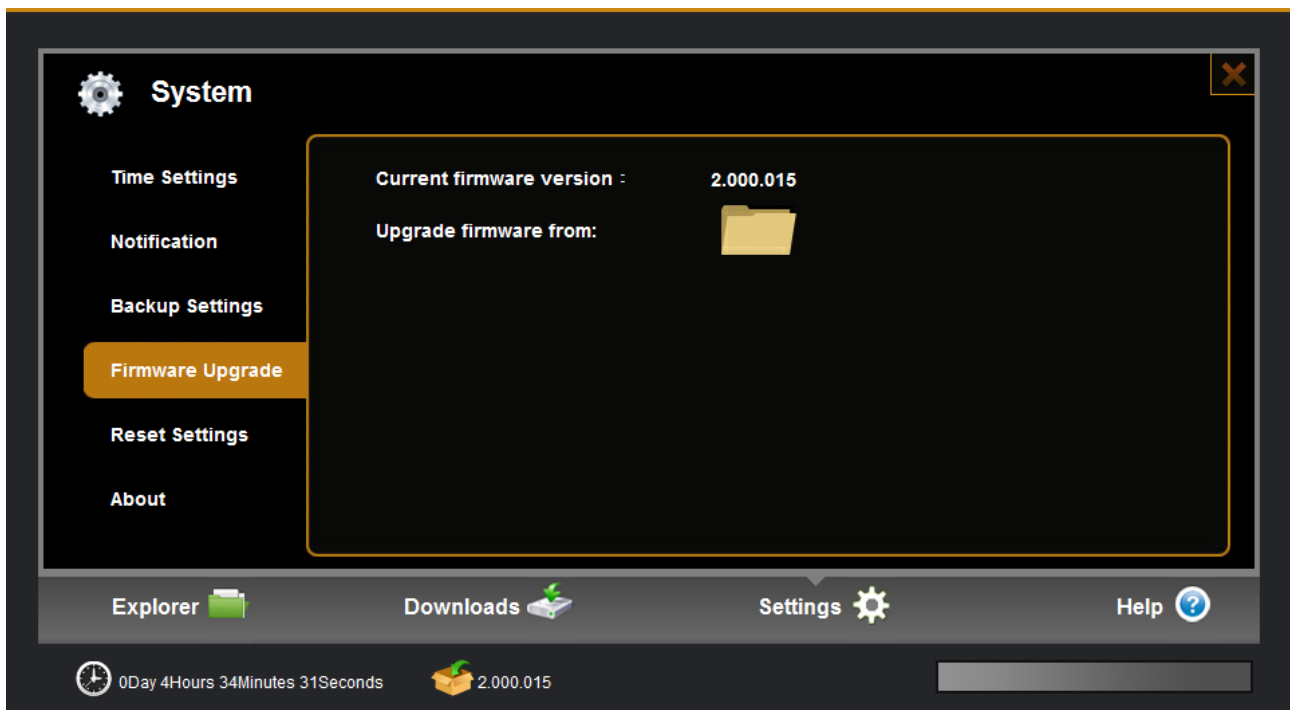 System
Time Settings
Notification
Backup Settings
Firmware Upgrade
Reset Settings
About
Current firmware version : 2.000.015
Upgrade firmware from:
Explorer
Downloads
Settings
Help
0Day 4Hours 34Minutes 31Seconds
2.000.015